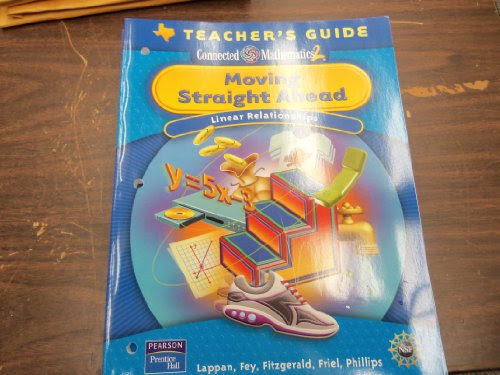 TEACHER'S GUIDE
Connected Mathematics 2
Moving
Straight Ahead
Linear Relationships
y=5x-?
PEARSON
Prentice
Hall
Lappan, Fey, Fitzgerald, Friel, Phillips
NSF